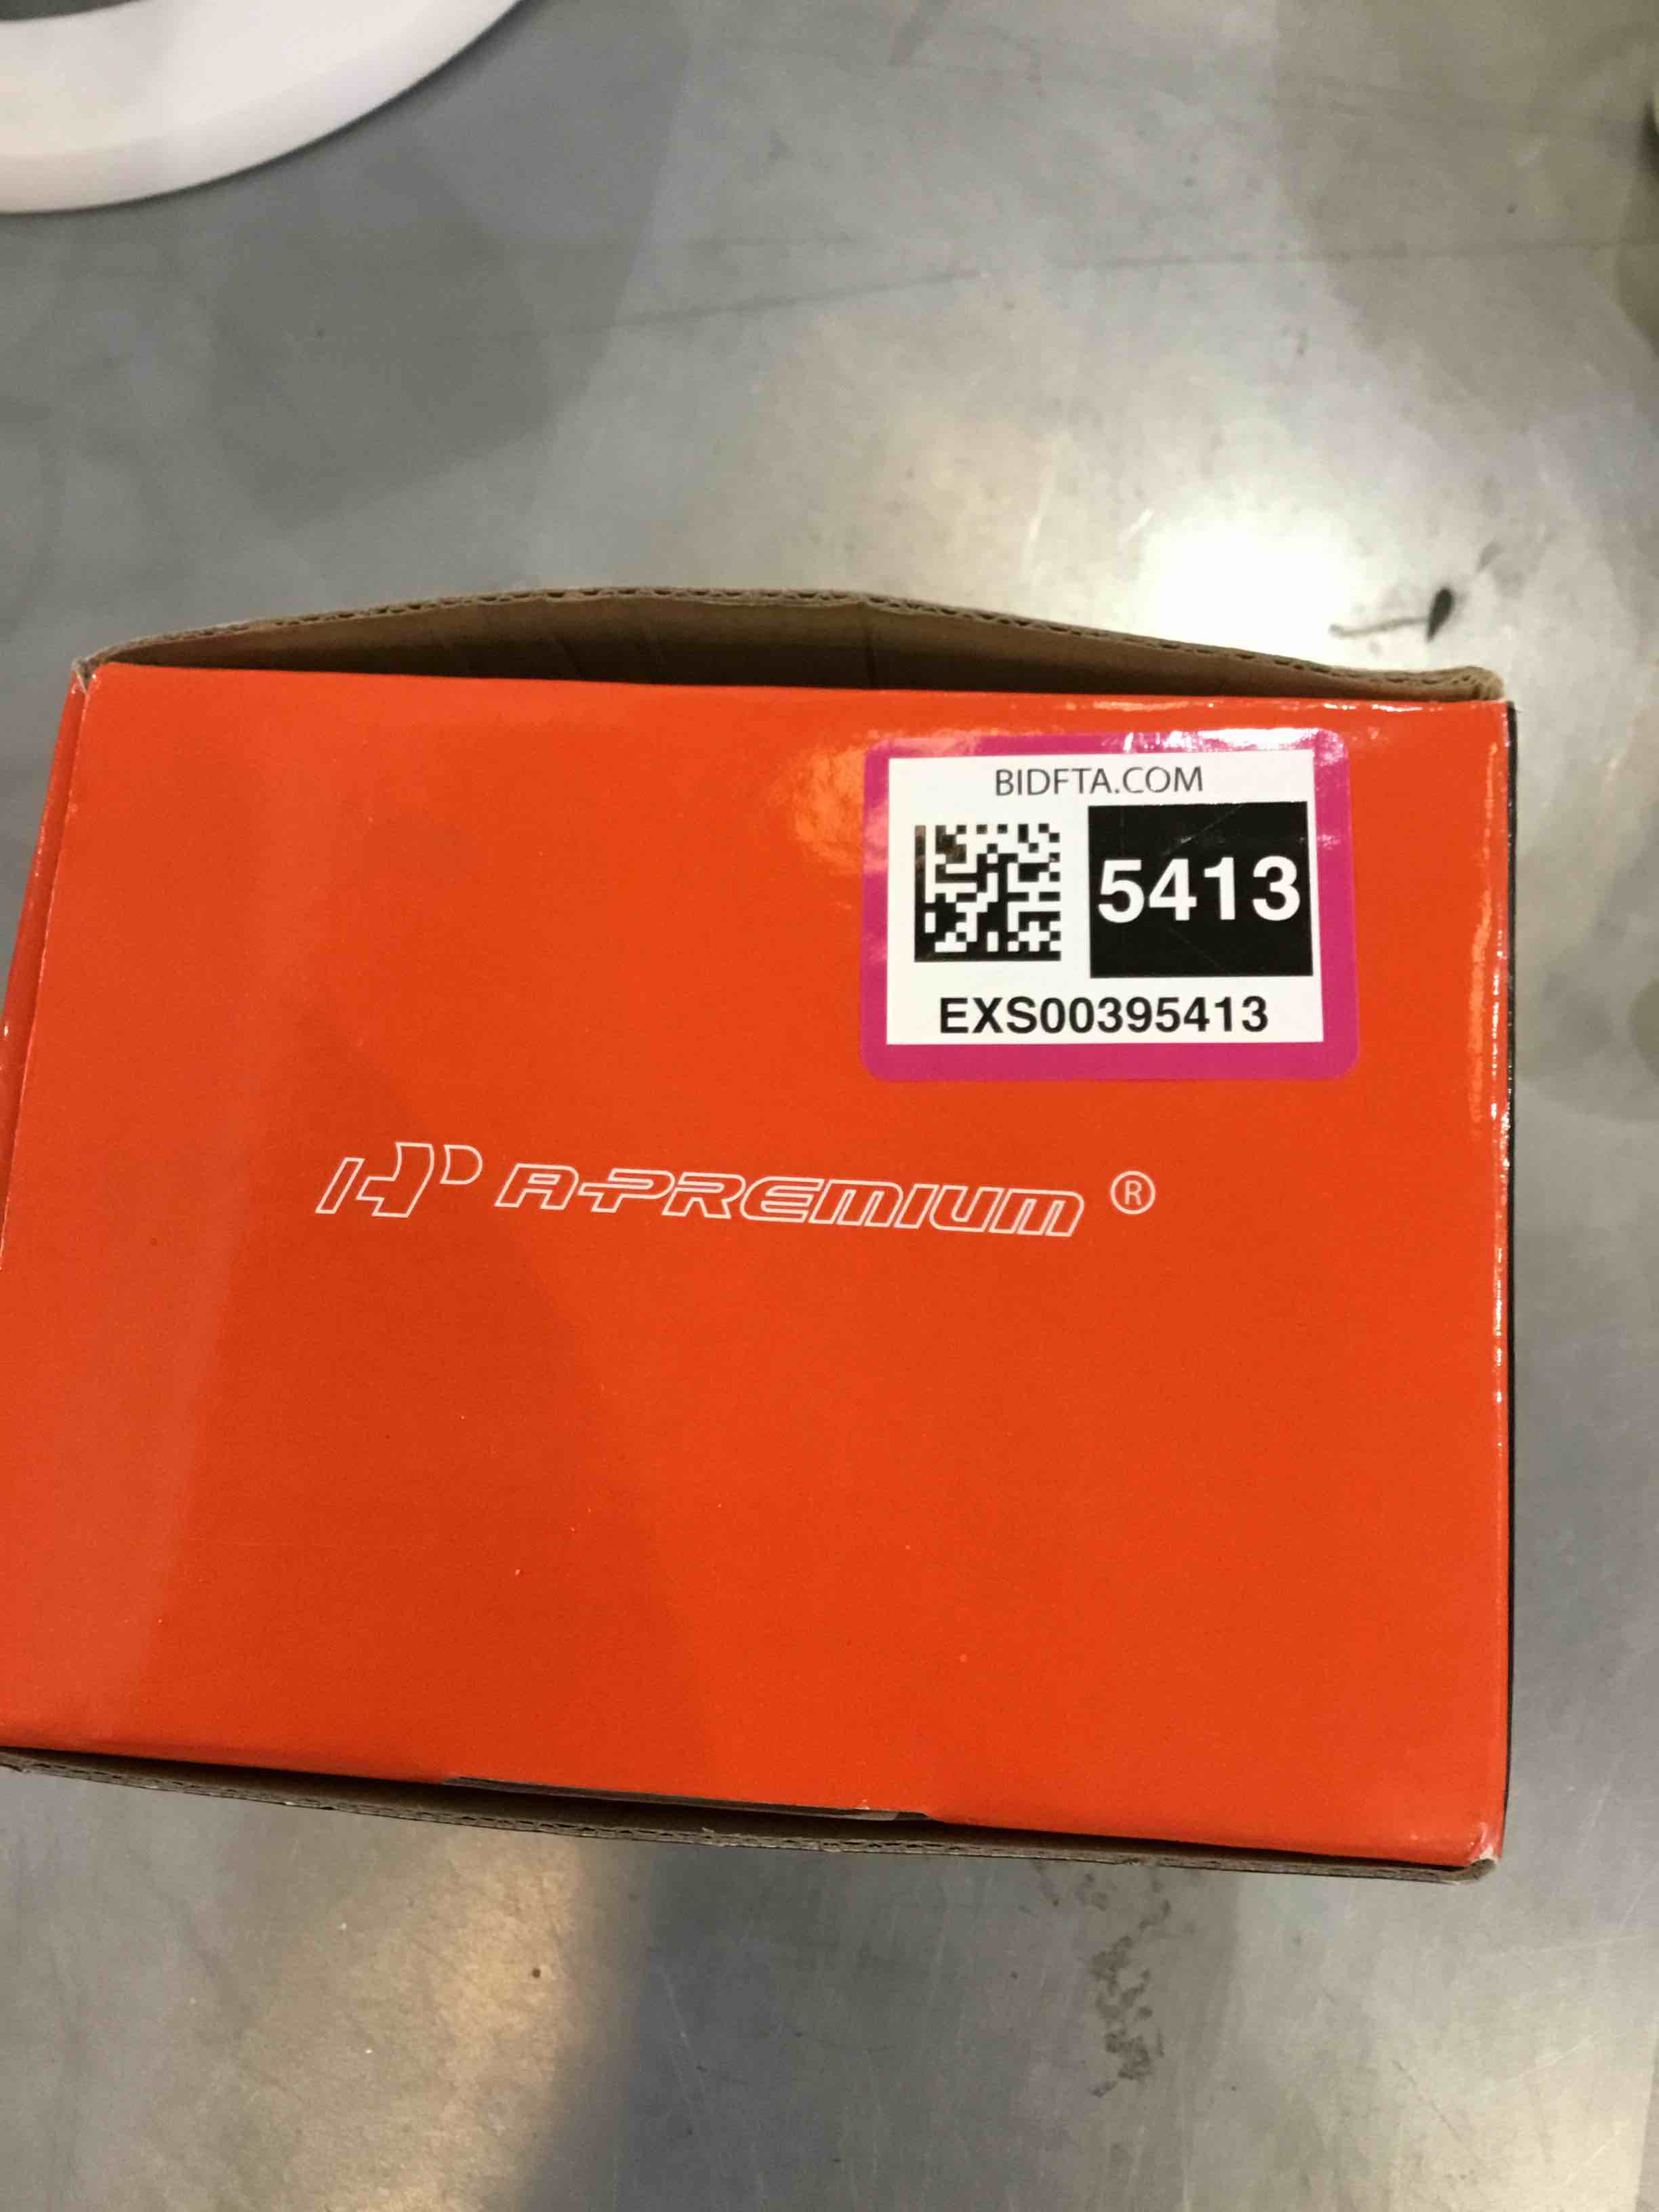 BIDFTA.COM
5413
EXS00395413
A-PREMIUM ®